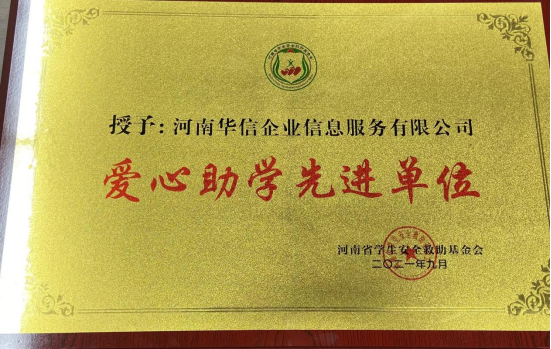 授予：河南华信企业信息服务有限公司
爱心助学先进单位
河南省学生安全救助基金会
二〇二一年九月